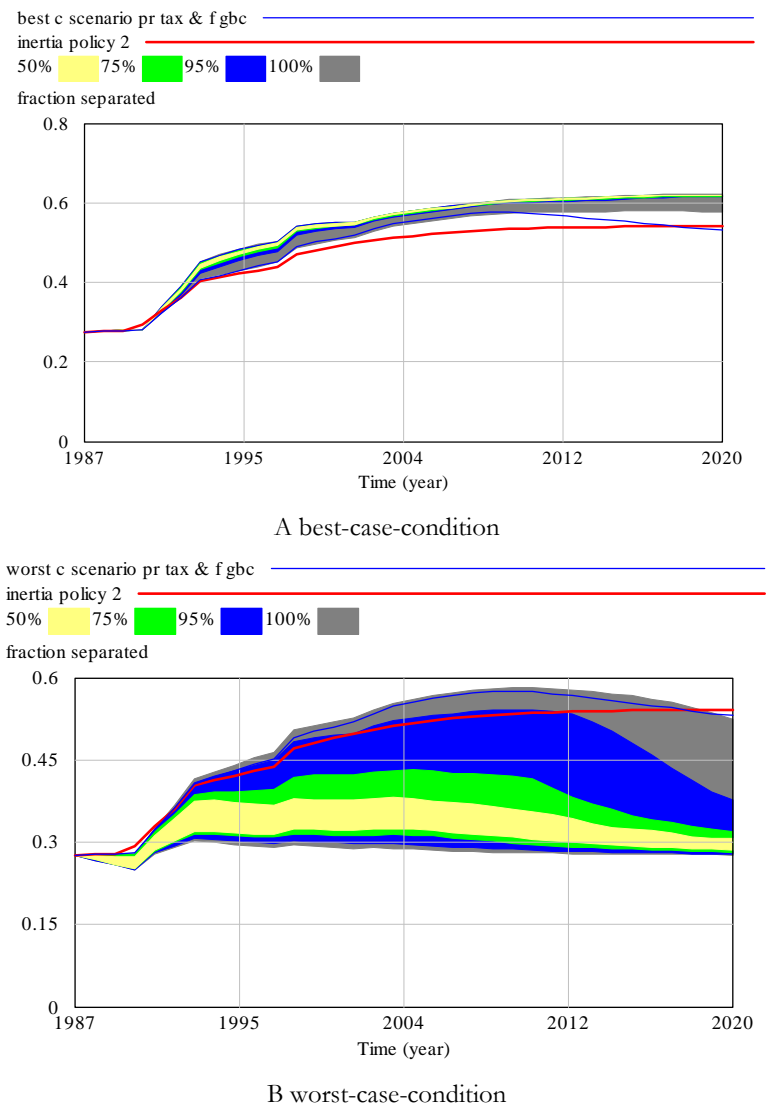 best c scenario pr tax & f gbc
inertia policy 2
50% 75% 95% 100%
fraction separated
0.8
0.6
0.4
0.2
0
1987 1995 2004 2012 2020
Time (year)
A best-case-condition
worst c scenario pr tax & f gbc
inertia policy 2
50% 75% 95% 100%
fraction separated
0.6
0.45
0.3
0.15
0
1987 1995 2004 2012 2020
Time (year)
B worst-case-condition